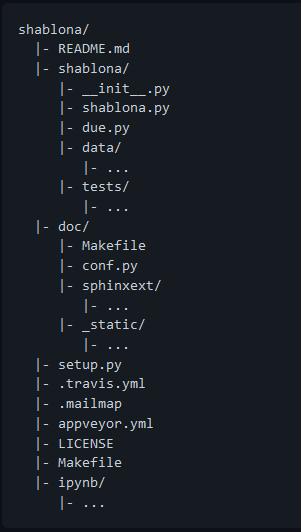 shablona/
  |- README.md
  |- shablona/
     |- __init__.py
     |- shablona.py
     |- due.py
     |- data/
        |- ...
     |- tests/
        |- ...
  |- doc/
     |- Makefile
     |- conf.py
     |- sphinxext/
        |- ...
     |- _static/
        |- ...
  |- setup.py
  |- .travis.yml
  |- .mailmap
  |- appveyor.yml
  |- LICENSE
  |- Makefile
  |- ipynb/
     |- ...